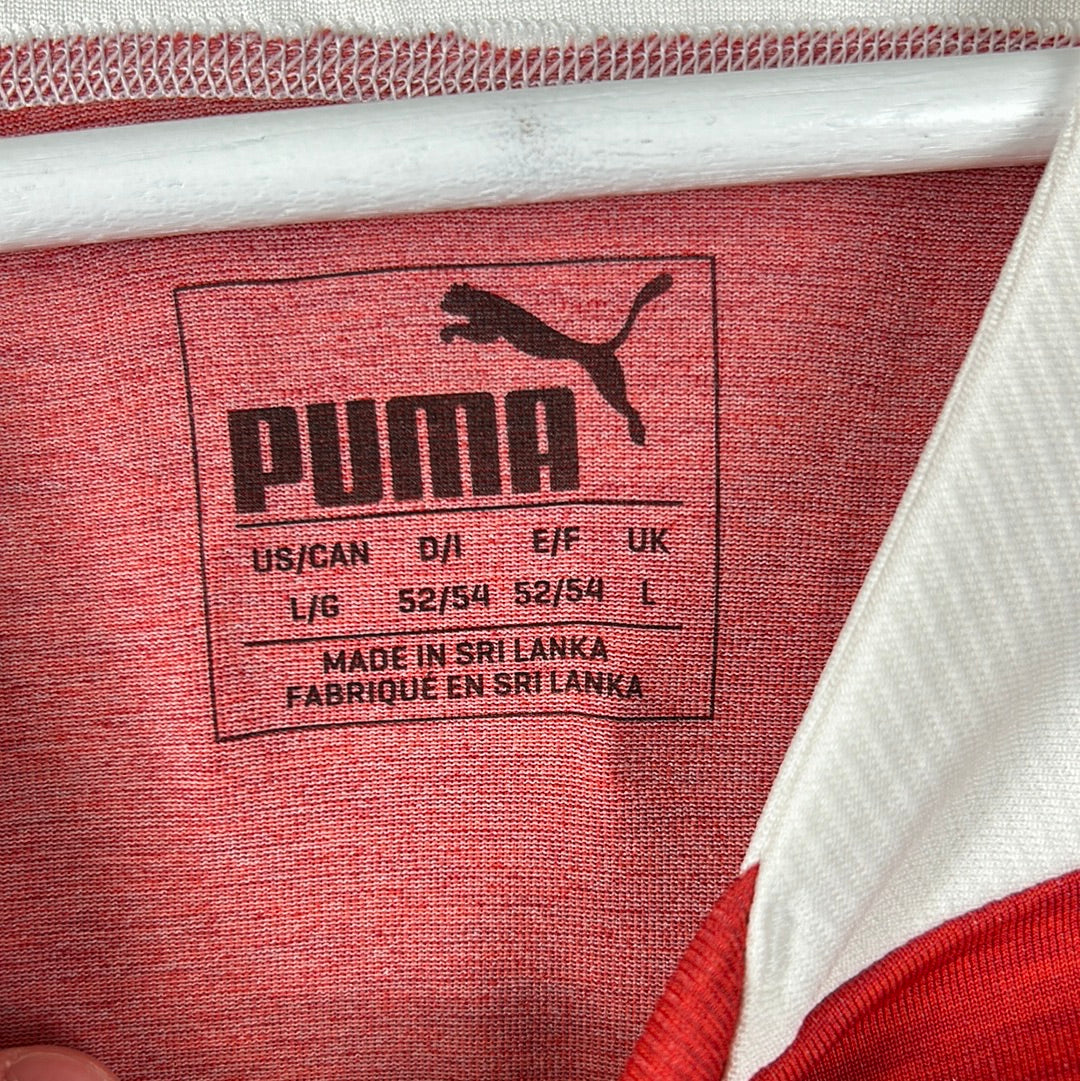 PUMA
US/CAN D/I E/F UK
L/G 52/54 52/54 L
MADE IN SRI LANKA
FABRIQUÉ EN SRI LANKA